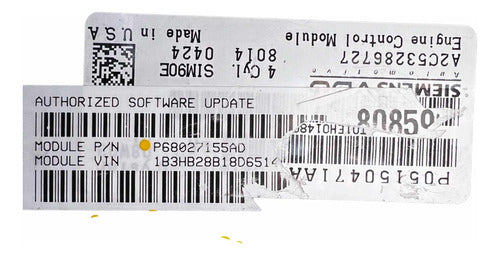 AUTHORIZED SOFTWARE UPDATE
MODULE P/N P68027155AD
MODULE VIN 1B3HB28B18D6514
P05150471AA
SIEMENS VDO
Automotive
A2C53286727
Engine Control Module
4 Cyl. 8014
SIM90E 0424
Made in U S A